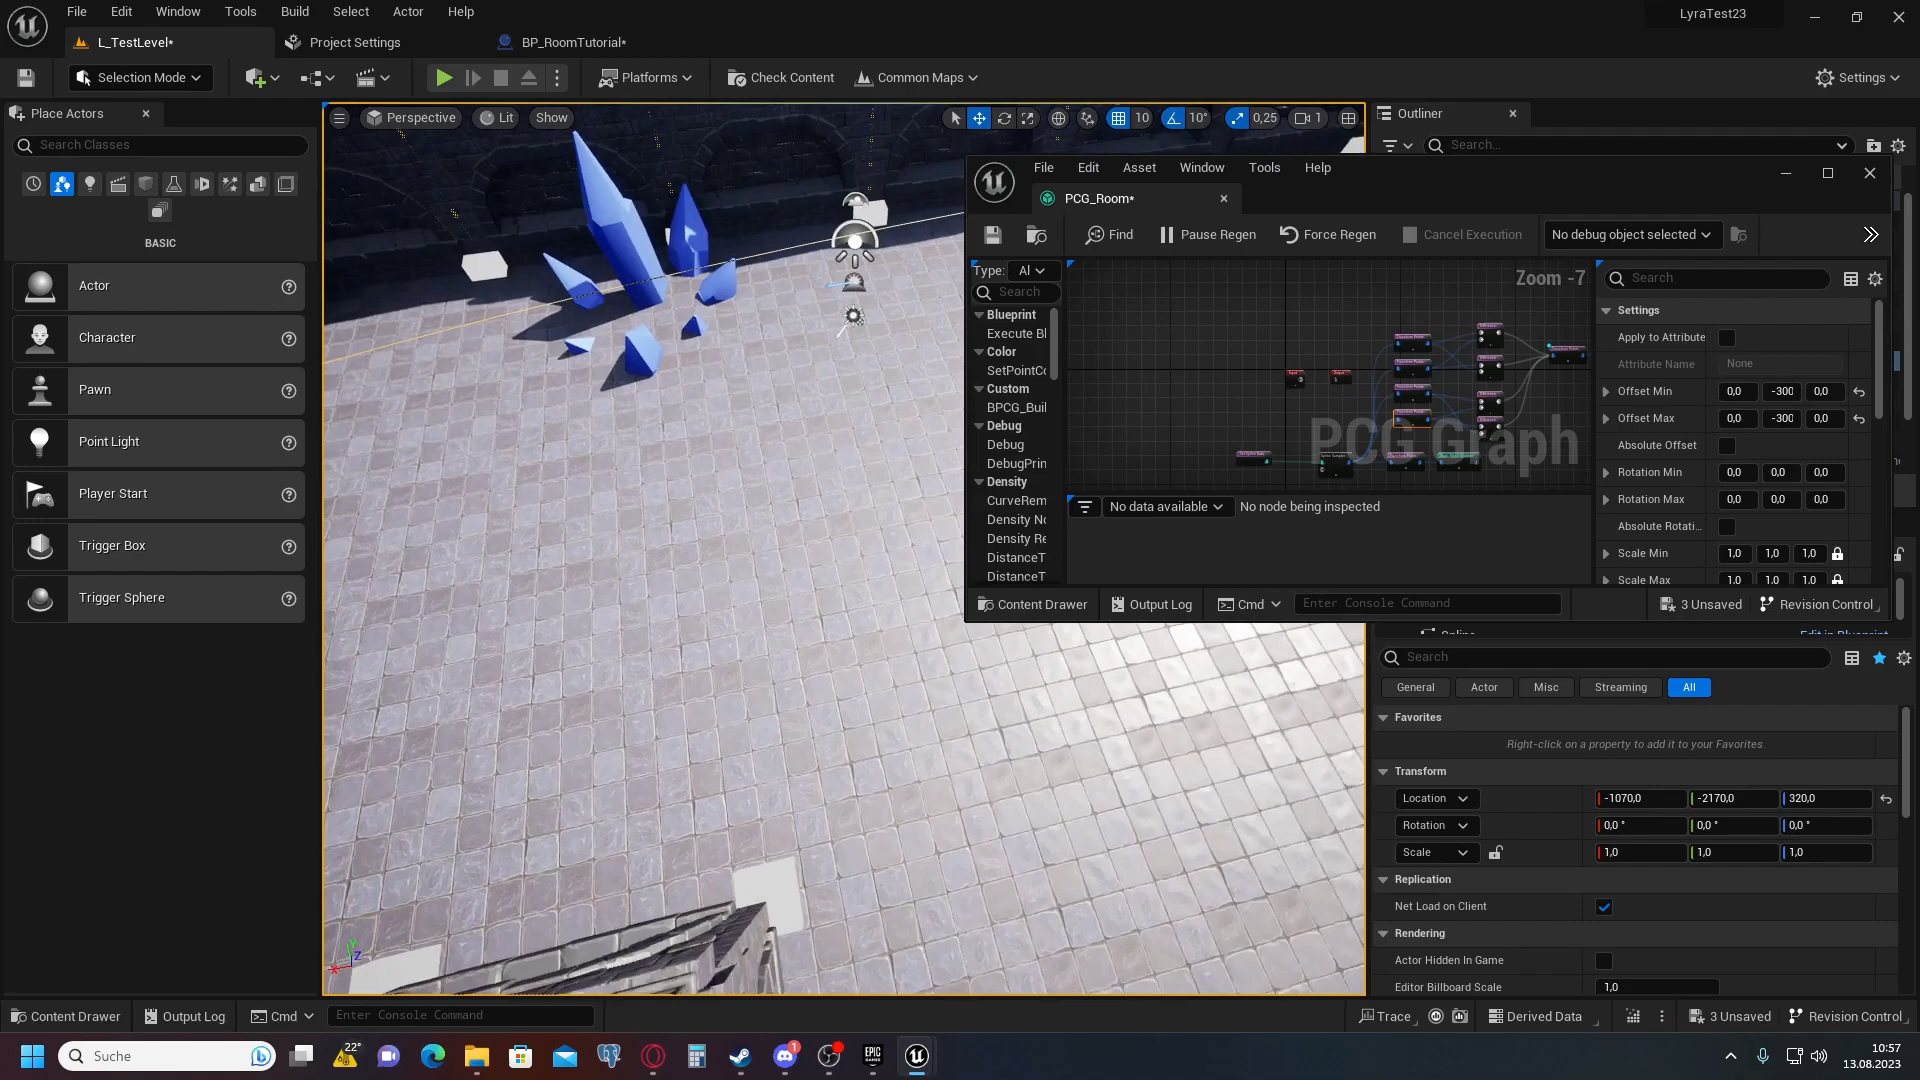 File Edit Window Tools Build Select Actor Help
LyraTest23
L_TestLevel*
Project Settings
BP_RoomTutorial*
Selection Mode
Platforms
Check Content
Common Maps
Settings
Place Actors
Search Classes
BASIC
Actor
Character
Pawn
Point Light
Player Start
Trigger Box
Trigger Sphere
Perspective
Lit
Show
10
10°
0,25
1
Outliner
Search...
File Edit Asset Window Tools Help
PCG_Room*
Find
Pause Regen
Force Regen
Cancel Execution
No debug object selected
Type: Al
Search
Blueprint
Execute Bl
Color
SetPointCo
Custom
BPCG_Buil
Debug
Debug
DebugPrin
Density
CurveRem
Density No
Density Re
DistanceT
DistanceT
Zoom -7
PCG Graph
No data available
No node being inspected
Search
Settings
Apply to Attribute
Attribute Name None
Offset Min 0,0 -300 0,0
Offset Max 0,0 -300 0,0
Absolute Offset
Rotation Min 0,0 0,0 0,0
Rotation Max 0,0 0,0 0,0
Absolute Rotati...
Scale Min 1,0 1,0 1,0
Scale Max 1,0 1,0 1,0
Content Drawer
Output Log
Cmd
Enter Console Command
3 Unsaved
Revision Control
Spline
Edit in Blueprint
Search
General
Actor
Misc
Streaming
All
Favorites
Right-click on a property to add it to your Favorites.
Transform
Location -1070,0 -2170,0 320,0
Rotation 0,0 ° 0,0 ° 0,0 °
Scale 1,0 1,0 1,0
Replication
Net Load on Client
Rendering
Actor Hidden In Game
Editor Billboard Scale 1,0
X
Y
Z
Content Drawer
Output Log
Cmd
Enter Console Command
Trace
Derived Data
3 Unsaved
Revision Control
Suche
22°
1
EPIC GAMES
10:57
13.08.2023